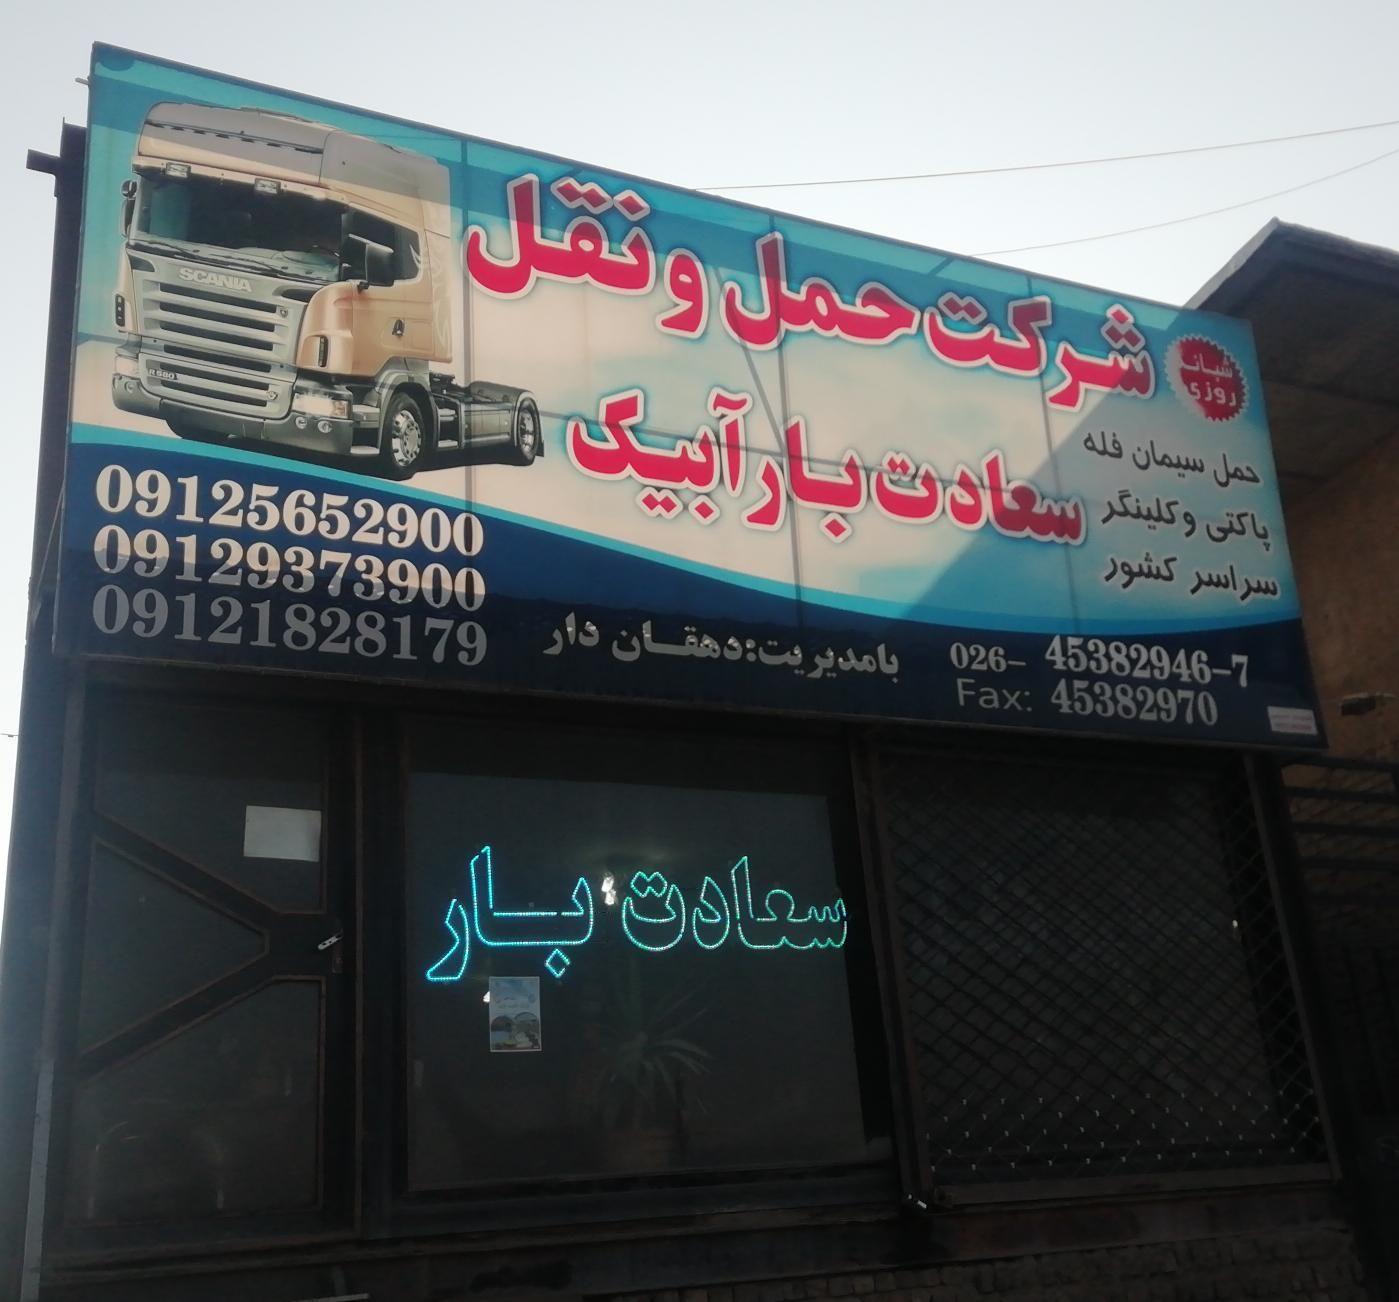 شرکت حمل و نقل
سعادت بار آبیک
شبانه
روزی
حمل سیمان فله
پاکتی و کلینگر
سراسر کشور
SCANIA
R 580
09125652900
09129373900
09121828179
بامدیریت:دهقان دار
026- 45382946-7
Fax: 45382970
سعادت بار